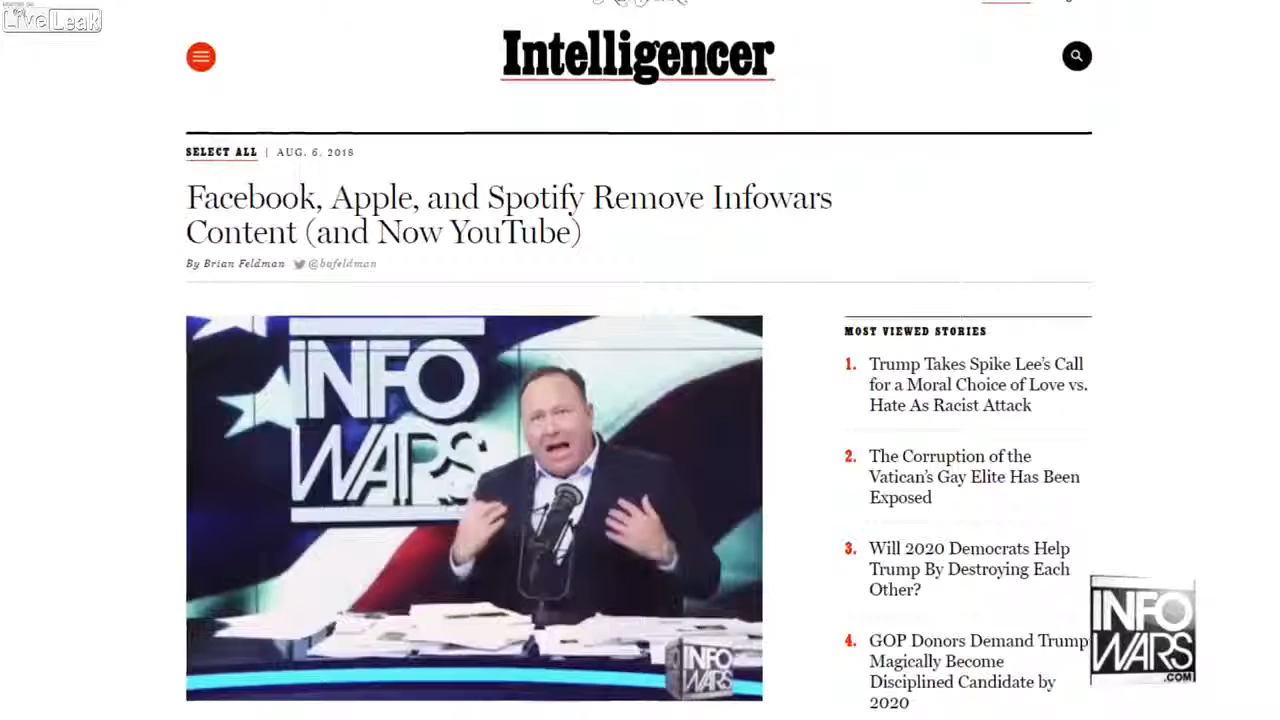 LiveLeak
Intelligencer
SELECT ALL | AUG. 6, 2018
Facebook, Apple, and Spotify Remove Infowars
Content (and Now YouTube)
By Brian Feldman @bafeldman
INFO
WARS
INFO
WARS
MOST VIEWED STORIES
1. Trump Takes Spike Lee's Call
for a Moral Choice of Love vs.
Hate As Racist Attack
2. The Corruption of the
Vatican's Gay Elite Has Been
Exposed
3. Will 2020 Democrats Help
Trump By Destroying Each
Other?
4. GOP Donors Demand Trump
Magically Become
Disciplined Candidate by
2020
INFO
WARS
.COM